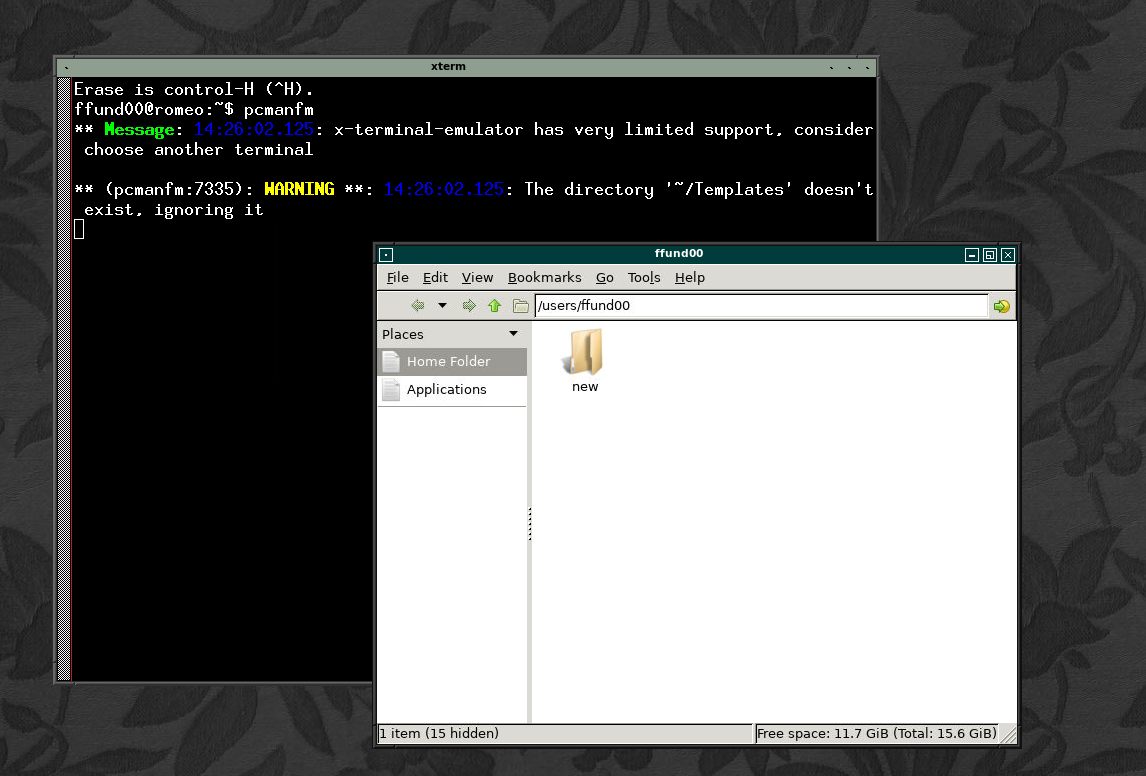 xterm
Erase is control-H (^H).
ffund00@romeo:~$ pcmanfm
** Message: 14:26:02.125: x-terminal-emulator has very limited support, consider
choose another terminal
** (pcmanfm:7335): WARNING **: 14:26:02.125: The directory '~/Templates' doesn't
exist, ignoring it
ffund00
File Edit View Bookmarks Go Tools Help
/users/ffund00
Places
Home Folder
Applications
new
1 item (15 hidden)
Free space: 11.7 GiB (Total: 15.6 GiB)